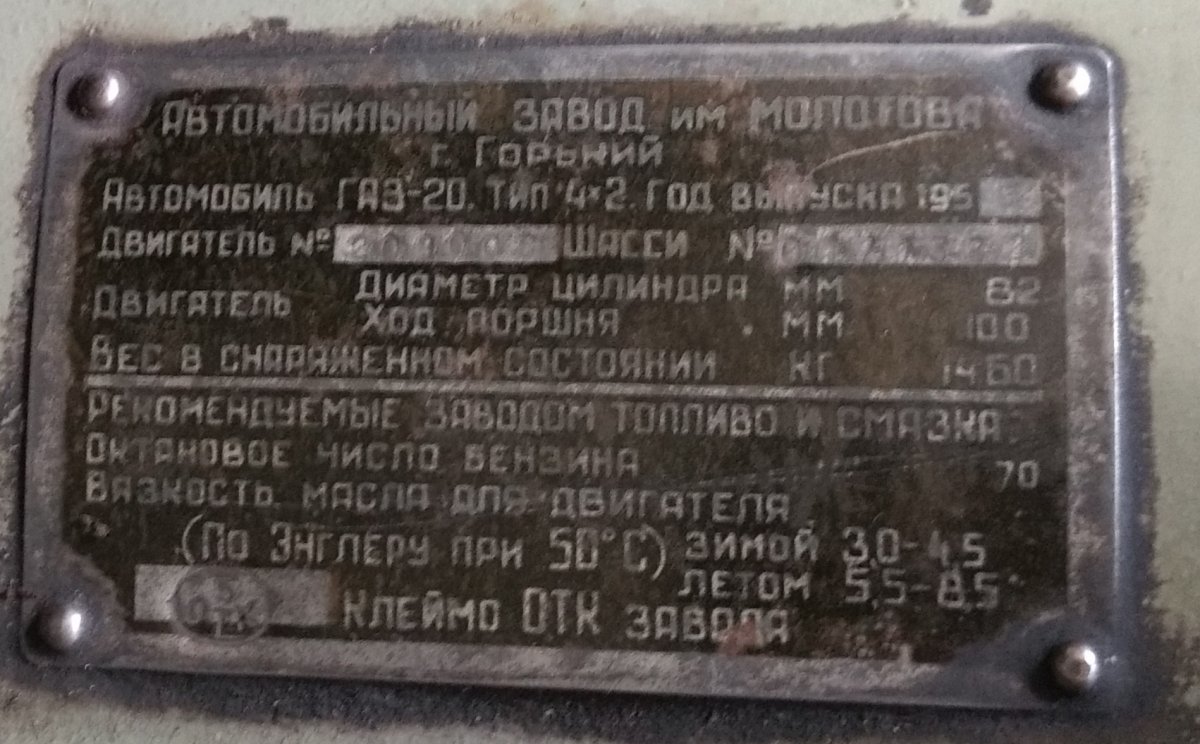 Автомобильный завод им Молотова
г. Горький
Автомобиль ГАЗ-20. Тип 4×2. Год выпуска 195
Двигатель № Шасси №
Двигатель Диаметр цилиндра мм 82
Ход поршня мм 100
Вес в снаряженном состоянии кг 1460
Рекомендуемые заводом топливо и смазка:
Октановое число бензина 70
Вязкость масла для двигателя
(По Энглеру при 50°С) зимой 3,0-4,5
летом 5,5-8,5
ОТК Клеймо ОТК завода